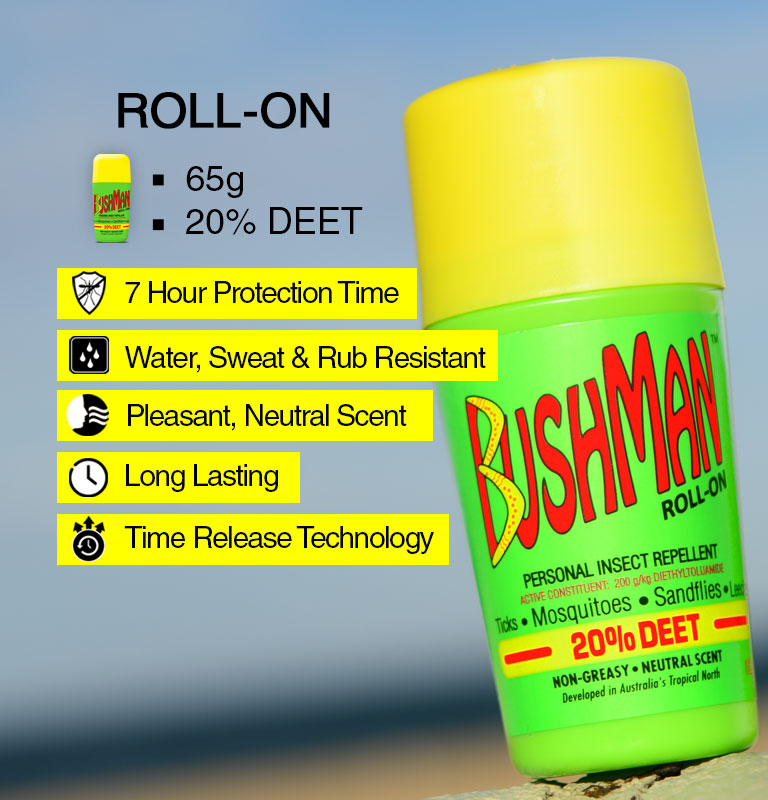 ROLL-ON
65g
20% DEET
7 Hour Protection Time
Water, Sweat & Rub Resistant
Pleasant, Neutral Scent
Long Lasting
Time Release Technology
BUSHMAN™
ROLL-ON
PERSONAL INSECT REPELLENT
ACTIVE CONSTITUENT: 200 g/kg DIETHYLTOLUAMIDE
Ticks • Mosquitoes • Sandflies •
20% DEET
NON-GREASY • NEUTRAL SCENT
Developed in Australia's Tropical North